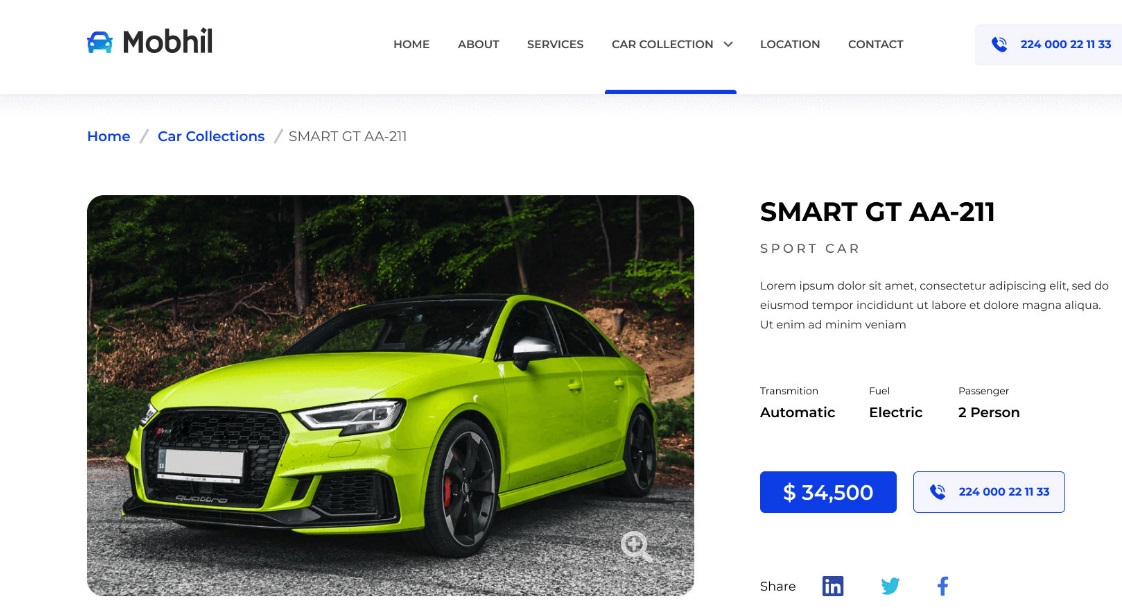 Mobhil
HOME ABOUT SERVICES CAR COLLECTION LOCATION CONTACT
224 000 22 11 33
Home / Car Collections / SMART GT AA-211
SMART GT AA-211
SPORT CAR
Lorem ipsum dolor sit amet, consectetur adipiscing elit, sed do
eiusmod tempor incididunt ut labore et dolore magna aliqua.
Ut enim ad minim veniam
Transmition Fuel Passenger
Automatic Electric 2 Person
quattro
$ 34,500
224 000 22 11 33
Share